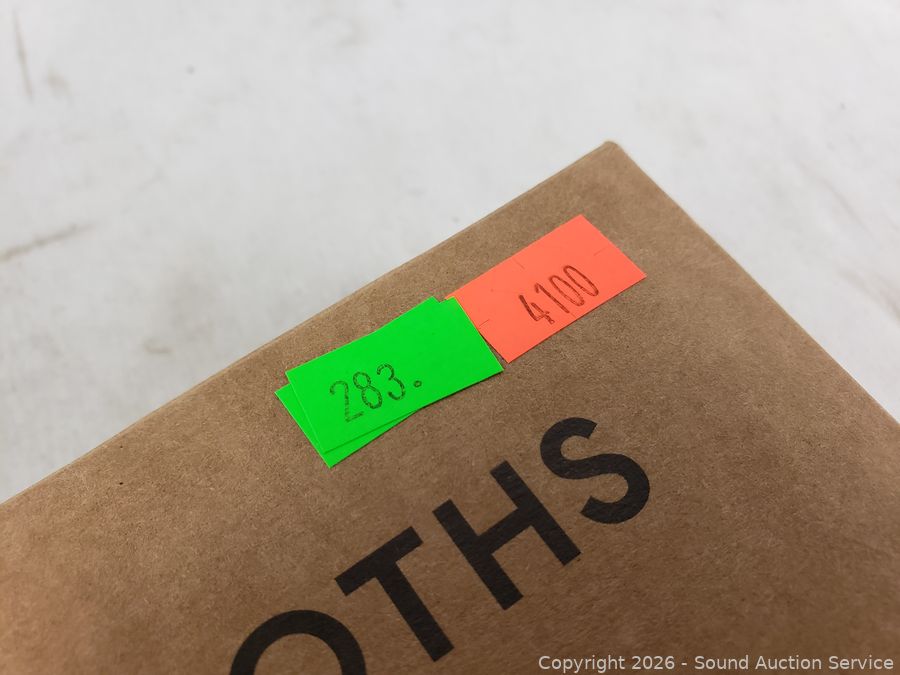 4100
283.
OTHS
Copyright 2026 - Sound Auction Service